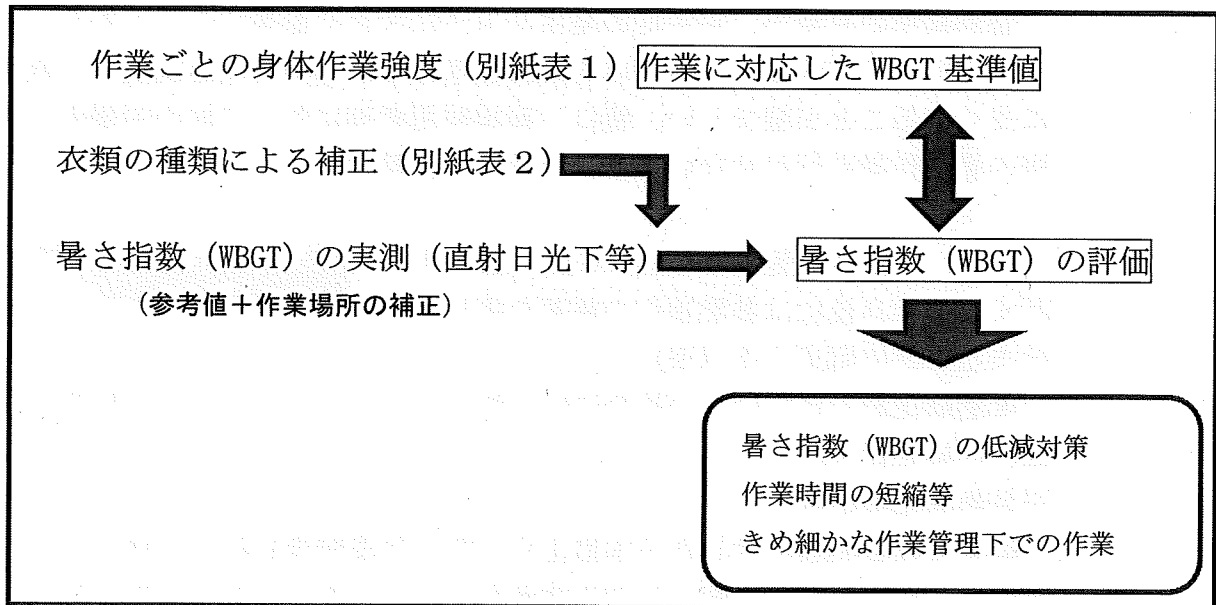 作業ごとの身体作業強度（別紙表１）作業に対応した WBGT 基準値
衣類の種類による補正（別紙表２）
暑さ指数（WBGT）の実測（直射日光下等）
暑さ指数（WBGT）の評価
（参考値＋作業場所の補正）
暑さ指数（WBGT）の低減対策
作業時間の短縮等
きめ細かな作業管理下での作業